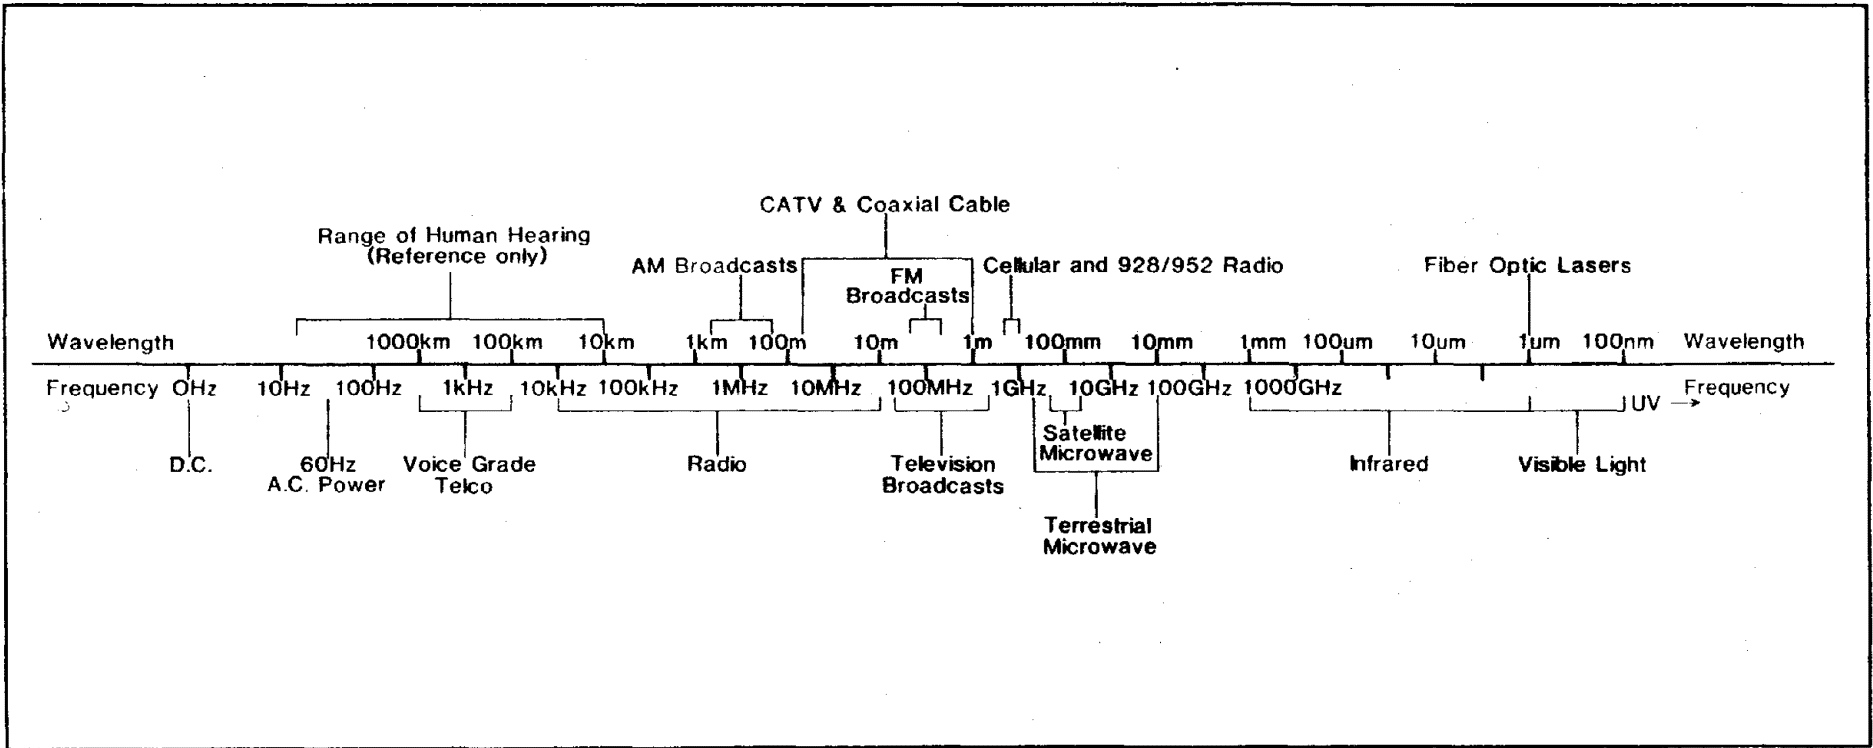 CATV & Coaxial Cable
Range of Human Hearing
(Reference only)
AM Broadcasts
FM
Broadcasts
Cellular and 928/952 Radio
Fiber Optic Lasers
Wavelength 1000km 100km 10km 1km 100m 10m 1m 100mm 10mm 1mm 100um 10um 1um 100nm Wavelength
Frequency 0Hz 10Hz 100Hz 1kHz 10kHz 100kHz 1MHz 10MHz 100MHz 1GHz 10GHz 100GHz 1000GHz Frequency
UV →
D.C.
60Hz
A.C. Power
Voice Grade
Telco
Radio
Television
Broadcasts
Satellite
Microwave
Terrestrial
Microwave
Infrared
Visible Light